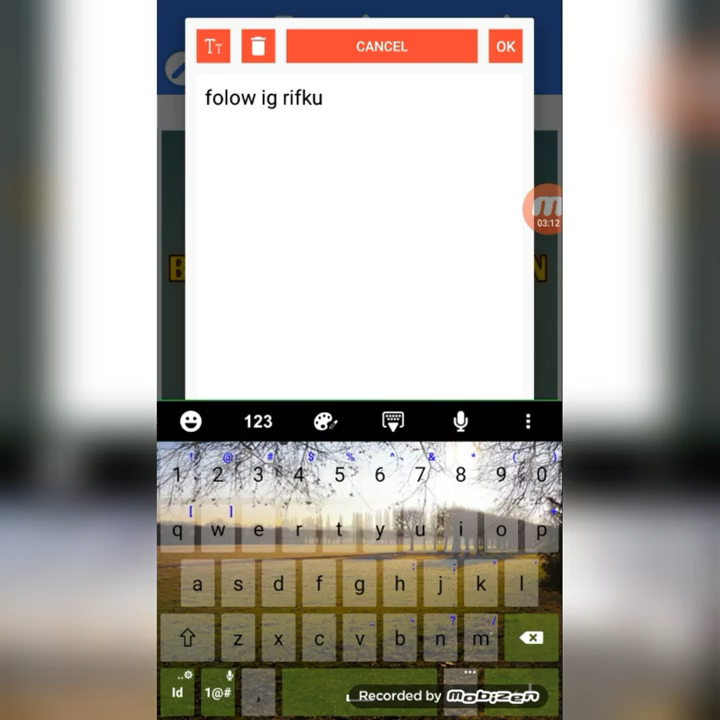 TT
CANCEL
OK
folow ig rifku
03:12
B
N
123
! @ # $ % ^ & * ( )
1 2 3 4 5 6 7 8 9 0
[ ]
q w e r t y u i o p
a s d f g h j k l
z x c v b n m
Id 1@# ,
Recorded by mobizen